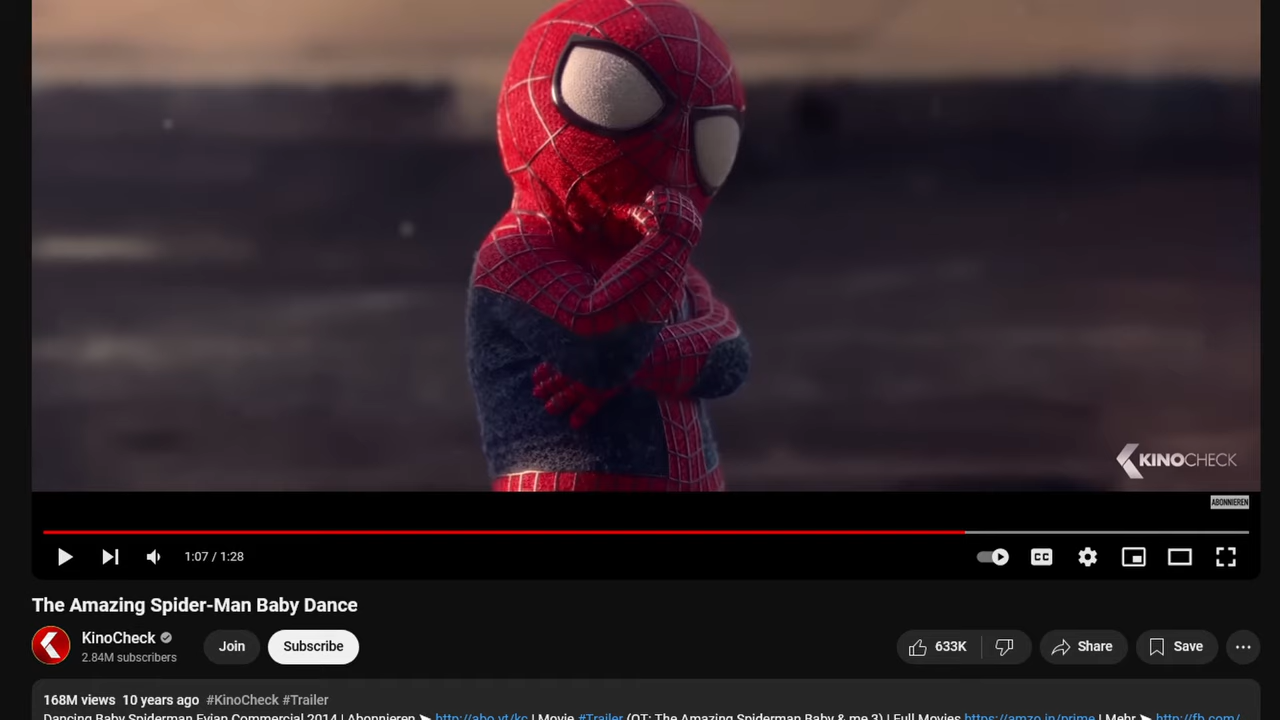 KINOCHECK
ABONNIEREN
1:07 / 1:28
CC
The Amazing Spider-Man Baby Dance
KinoCheck
2.84M subscribers
Join
Subscribe
633K
Share
Save
168M views 10 years ago #KinoCheck #Trailer
Dancing Baby Spiderman Evian Commercial 2014 | Abonnieren ➤ http://abo.yt/kc | Movie #Trailer (OT: The Amazing Spiderman Baby & me 3) | Full Movies https://amzo.in/prime | Mehr ➤ http://fb.com/